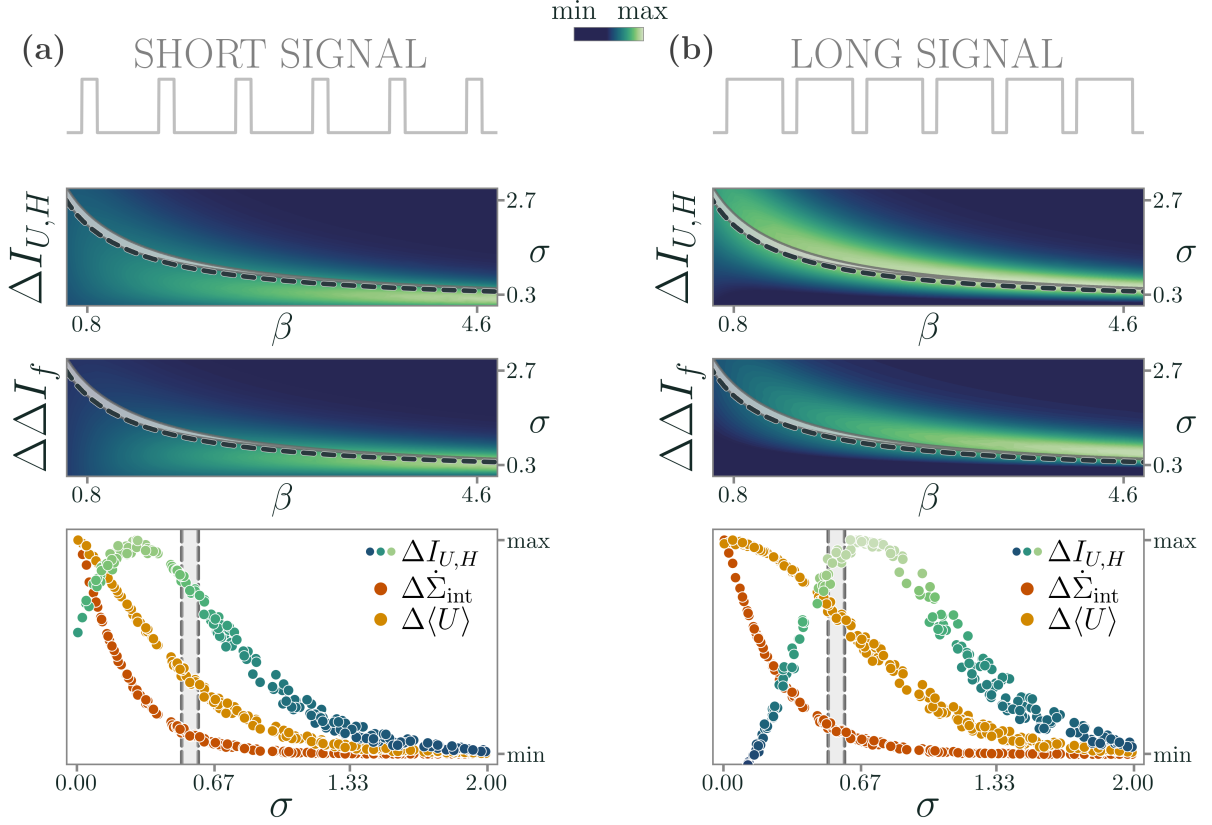 min max
(a) SHORT SIGNAL
ΔI_{U,H}
2.7
σ
0.3
0.8 β 4.6
ΔΔI_f
2.7
σ
0.3
0.8 β 4.6
ΔI_{U,H}
ΔΣ̇_int
Δ⟨U⟩
max
min
0.00 0.67 1.33 2.00
σ
(b) LONG SIGNAL
ΔI_{U,H}
2.7
σ
0.3
0.8 β 4.6
ΔΔI_f
2.7
σ
0.3
0.8 β 4.6
ΔI_{U,H}
ΔΣ̇_int
Δ⟨U⟩
max
min
0.00 0.67 1.33 2.00
σ